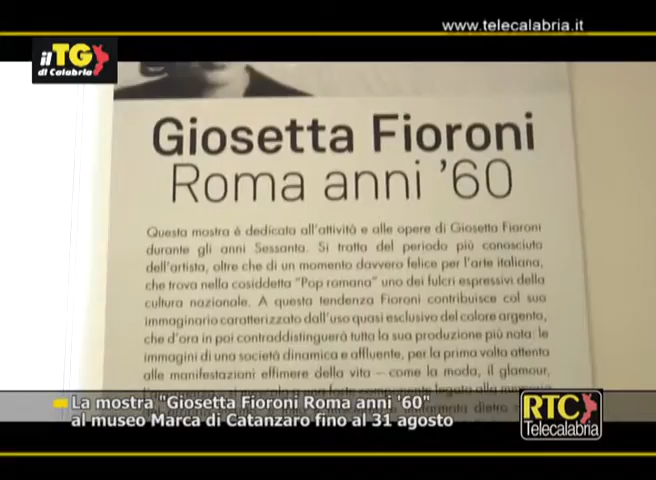 www.telecalabria.it
il TG
di Calabria
Giosetta Fioroni
Roma anni '60
Questa mostra è dedicata all'attività e alle opere di Giosetta Fioroni
durante gli anni Sessanta. Si tratta del periodo più conosciuto
dell'artista, oltre che di un momento davvero felice per l'arte italiana,
che trova nella cosiddetta "Pop romana" uno dei fulcri espressivi della
cultura nazionale. A questa tendenza Fioroni contribuisce col suo
immaginario caratterizzato dall'uso quasi esclusivo del colore argento,
che d'ora in poi contraddistinguerà tutta la sua produzione più nota: le
immagini di una società dinamica e affluente, per la prima volta attenta
alle manifestazioni effimere della vita – come la moda, il glamour,
La mostra "Giosetta Fioroni Roma anni '60"
al museo Marca di Catanzaro fino al 31 agosto
RTC
Telecalabria